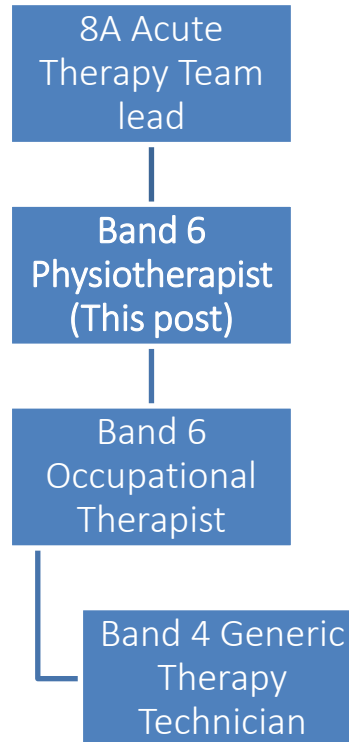 8A Acute
Therapy Team
lead
Band 6
Physiotherapist
(This post)
Band 6
Occupational
Therapist
Band 4 Generic
Therapy
Technician